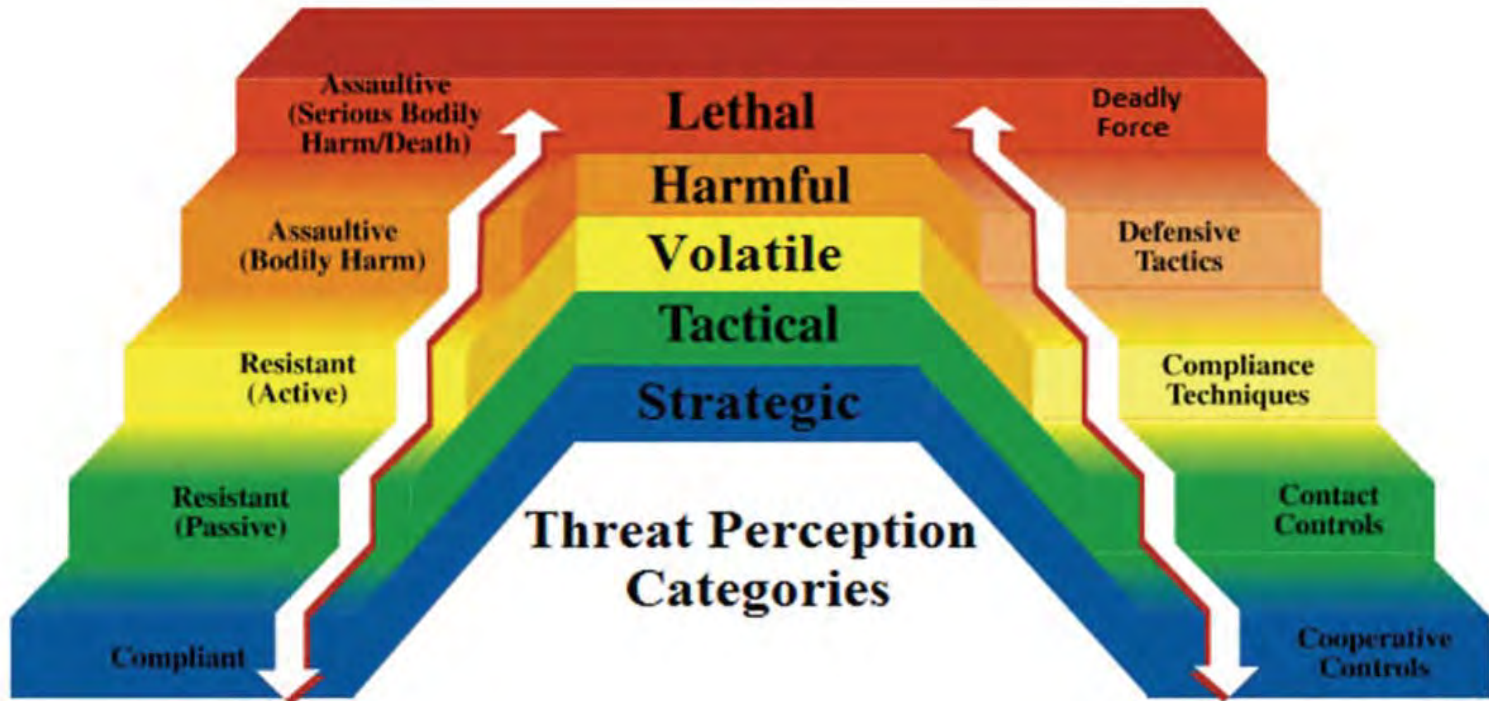 Assaultive
(Serious Bodily
Harm/Death)
Lethal
Deadly
Force
Assaultive
(Bodily Harm)
Harmful
Defensive
Tactics
Volatile
Resistant
(Active)
Tactical
Compliance
Techniques
Strategic
Resistant
(Passive)
Contact
Controls
Threat Perception
Categories
Compliant
Cooperative
Controls